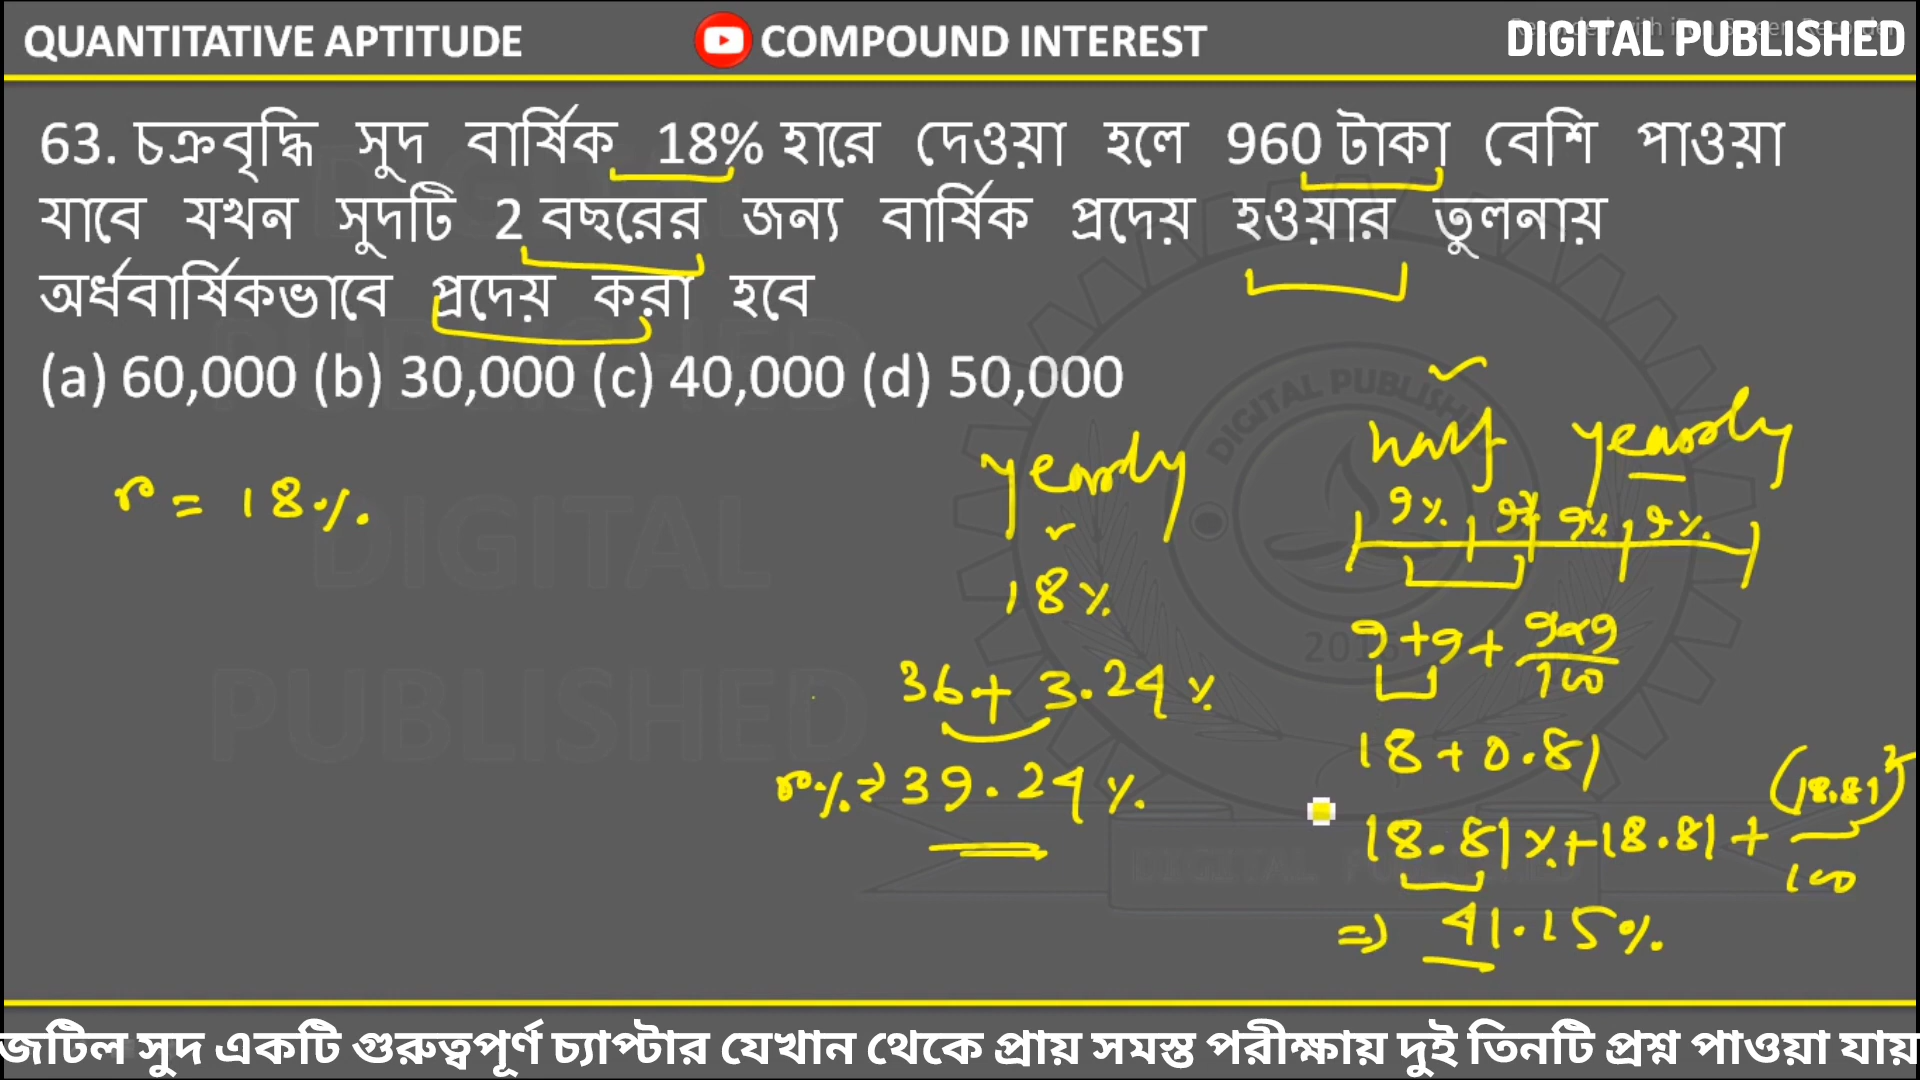 QUANTITATIVE APTITUDE COMPOUND INTEREST DIGITAL PUBLISHED
63. চক্রবৃদ্ধি সুদ বার্ষিক 18% হারে দেওয়া হলে 960 টাকা বেশি পাওয়া
যাবে যখন সুদটি 2 বছরের জন্য বার্ষিক প্রদেয় হওয়ার তুলনায়
অর্ধবার্ষিকভাবে প্রদেয় করা হবে
(a) 60,000 (b) 30,000 (c) 40,000 (d) 50,000
r = 18%
yearly
18%
36 + 3.24%
r% ⇒ 39.24%
half yearly
9% 9% 9% 9%
9 + 9 + 9×9/100
18 + 0.81
18.81% + 18.81 + (18.81)²/100
⇒ 41.15%
DIGITAL PUBLISHED
DIGITAL PUBLISHED
জটিল সুদ একটি গুরুত্বপূর্ণ চ্যাপ্টার যেখান থেকে প্রায় সমস্ত পরীক্ষায় দুই তিনটি প্রশ্ন পাওয়া যায়